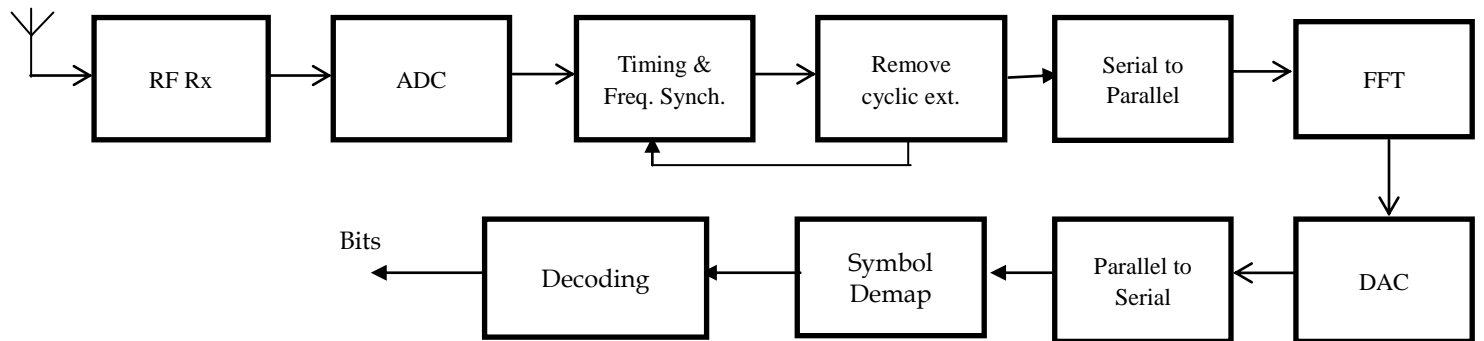 RF Rx
ADC
Timing &
Freq. Synch.
Remove
cyclic ext.
Serial to
Parallel
FFT
DAC
Parallel to
Serial
Symbol
Demap
Decoding
Bits